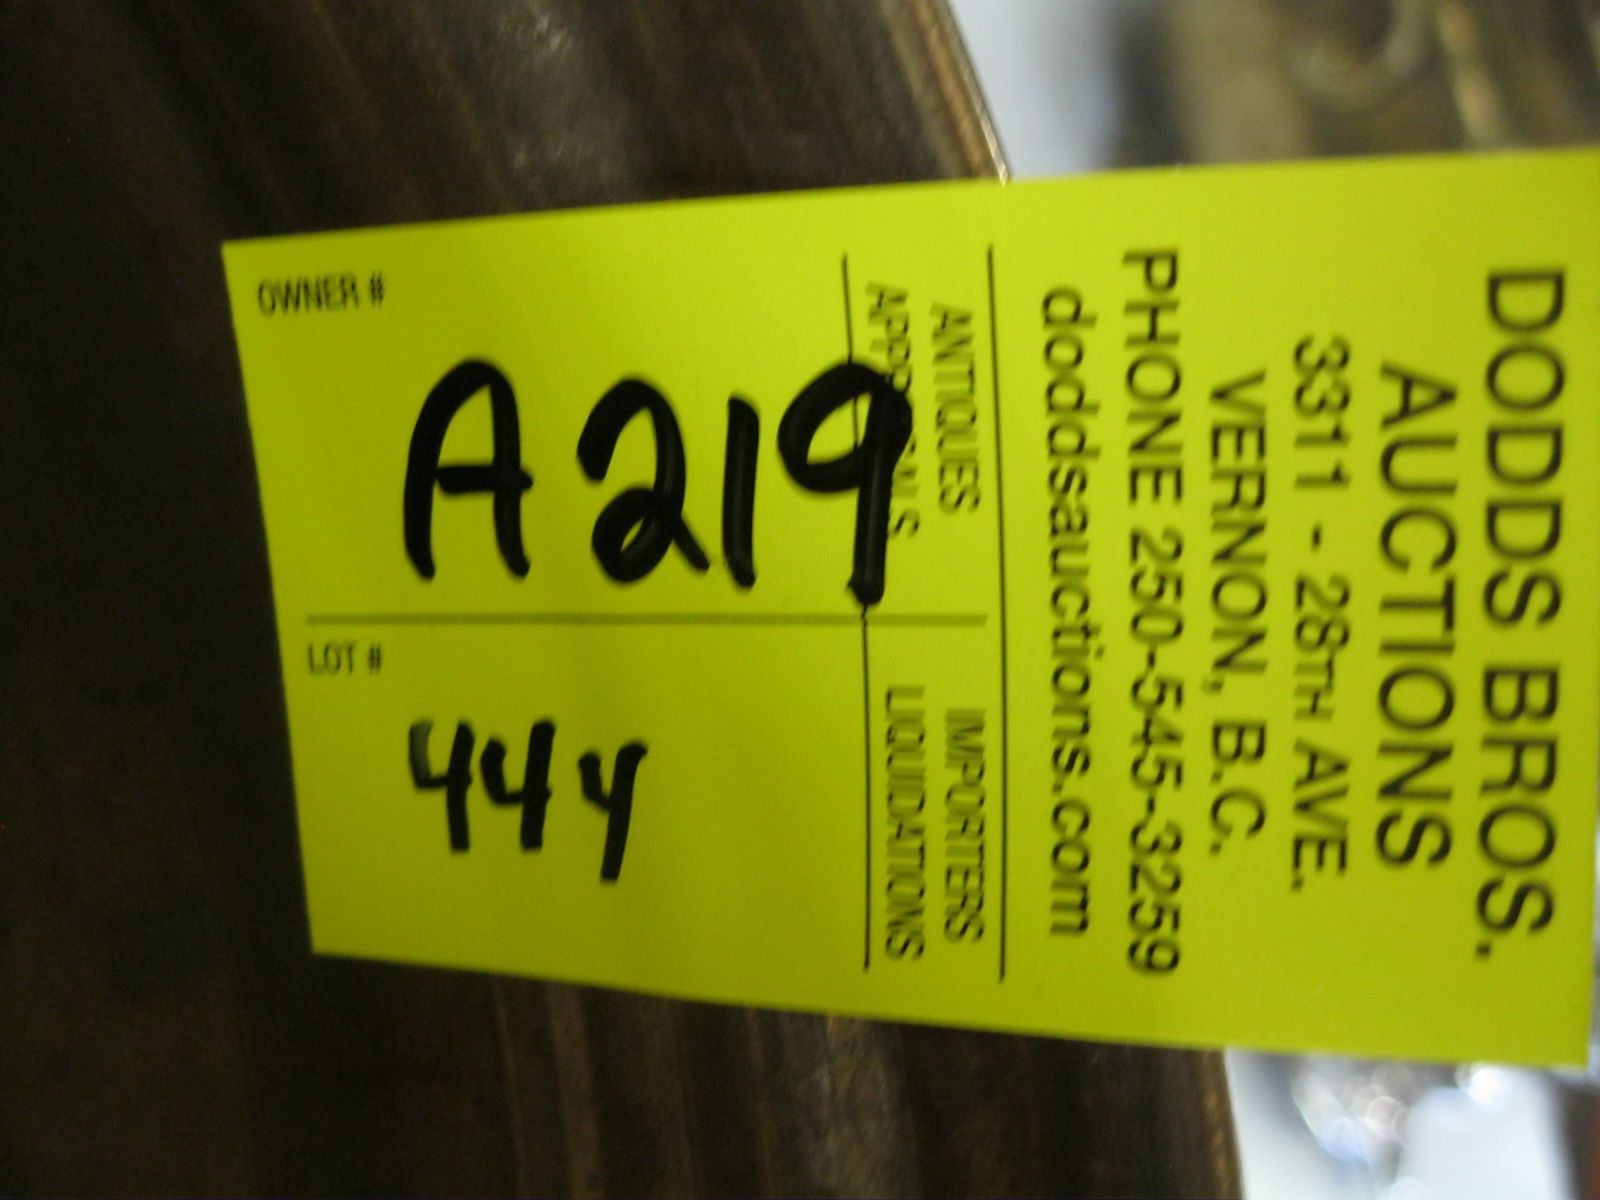 DODDS BROS.
AUCTIONS
3311 - 28TH AVE.
VERNON, B.C.
PHONE 250-545-3259
doddsauctions.com
ANTIQUES IMPORTERS
APPRAISALS LIQUIDATIONS
OWNER #
A219
LOT #
444